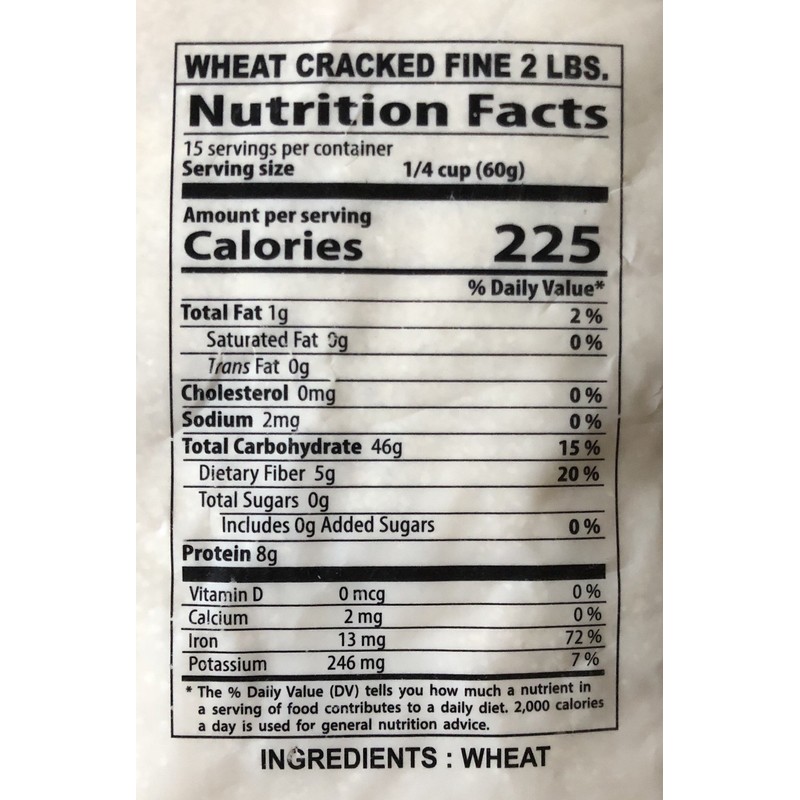 WHEAT CRACKED FINE 2 LBS.
Nutrition Facts
15 servings per container
Serving size 1/4 cup (60g)
Amount per serving
Calories 225
% Daily Value*
Total Fat 1g 2 %
Saturated Fat 0g 0 %
Trans Fat 0g
Cholesterol 0mg 0 %
Sodium 2mg 0 %
Total Carbohydrate 46g 15 %
Dietary Fiber 5g 20 %
Total Sugars 0g
Includes 0g Added Sugars 0 %
Protein 8g
Vitamin D 0 mcg 0 %
Calcium 2 mg 0 %
Iron 13 mg 72 %
Potassium 246 mg 7 %
* The % Daiiy Value (DV) tells you how much a nutrient in
a serving of food contributes to a daily diet. 2,000 calories
a day is used for general nutrition advice.
INGREDIENTS : WHEAT